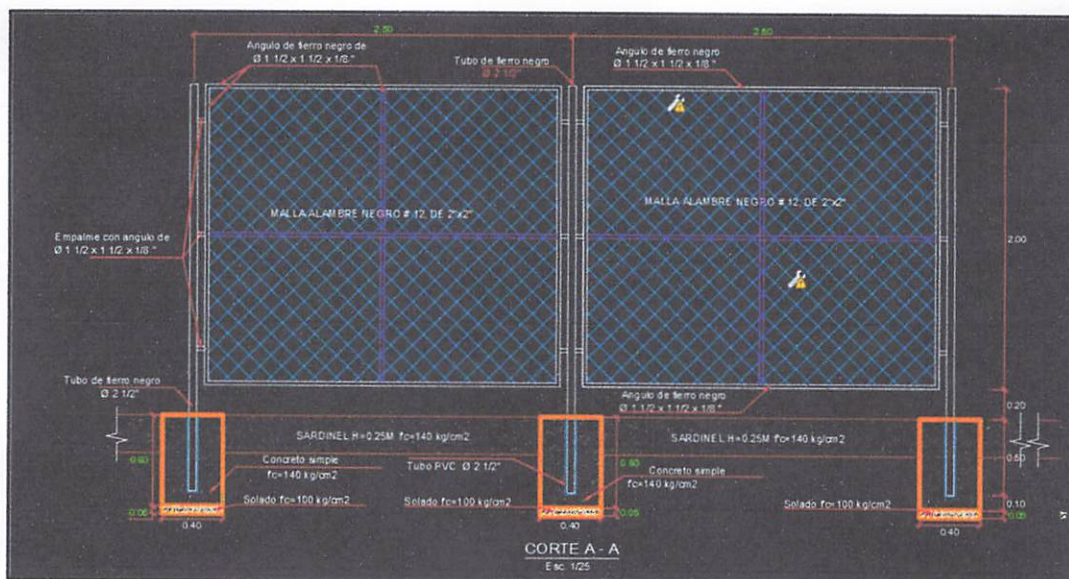 2.50
2.50
Angulo de fierro negro de
Ø 1 1/2 x 1 1/2 x 1/8 "
Tubo de fierro negro
Ø 2 1/2"
Angulo de fierro negro
Ø 1 1/2 x 1 1/2 x 1/8 "
MALLA ALAMBRE NEGRO # 12, DE 2"x2"
MALLA ALAMBRE NEGRO # 12, DE 2"x2"
Empalme con angulo de
Ø 1 1/2 x 1 1/2 x 1/8 "
2.00
Tubo de fierro negro
Ø 2 1/2"
Angulo de fierro negro
Ø 1 1/2 x 1 1/2 x 1/8 "
0.20
SARDINEL H=0.25M f'c=140 kg/cm2
SARDINEL H=0.25M f'c=140 kg/cm2
0.60
Concreto simple
f'c=140 kg/cm2
Tubo PVC Ø 2 1/2"
0.60
Concreto simple
f'c=140 kg/cm2
0.50
Solado f'c=100 kg/cm2
Solado f'c=100 kg/cm2
Solado f'c=100 kg/cm2
0.10
0.05
0.05
0.05
0.40
0.40
0.40
CORTE A - A
Esc. 1/25